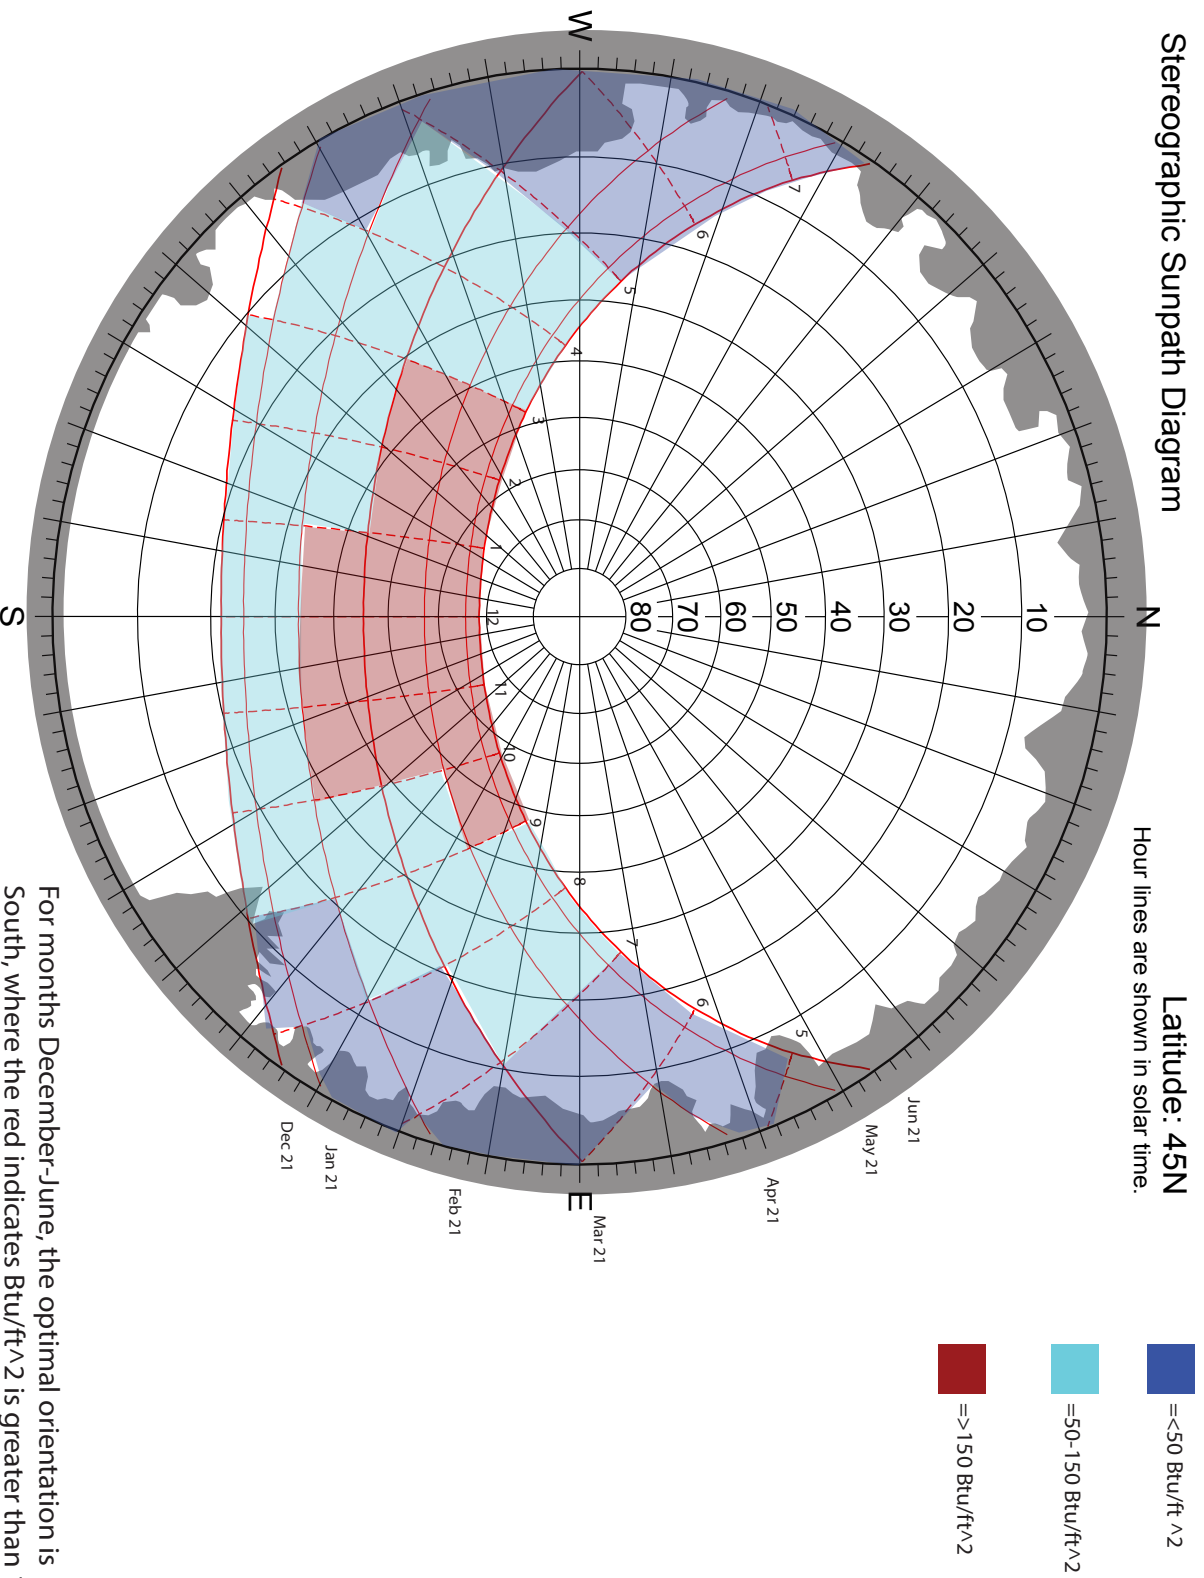 Stereographic Sunpath Diagram
Latitude: 45N
Hour lines are shown in solar time.
N
W
E
S
10
20
30
40
50
60
70
80
7
6
5
4
3
2
1
12
11
10
9
8
7
6
5
Jun 21
May 21
Apr 21
Mar 21
Feb 21
Jan 21
Dec 21
=<50 Btu/ft ^2
=50-150 Btu/ft^2
=>150 Btu/ft^2
For months December-June, the optimal orientation is
South, where the red indicates Btu/ft^2 is greater than